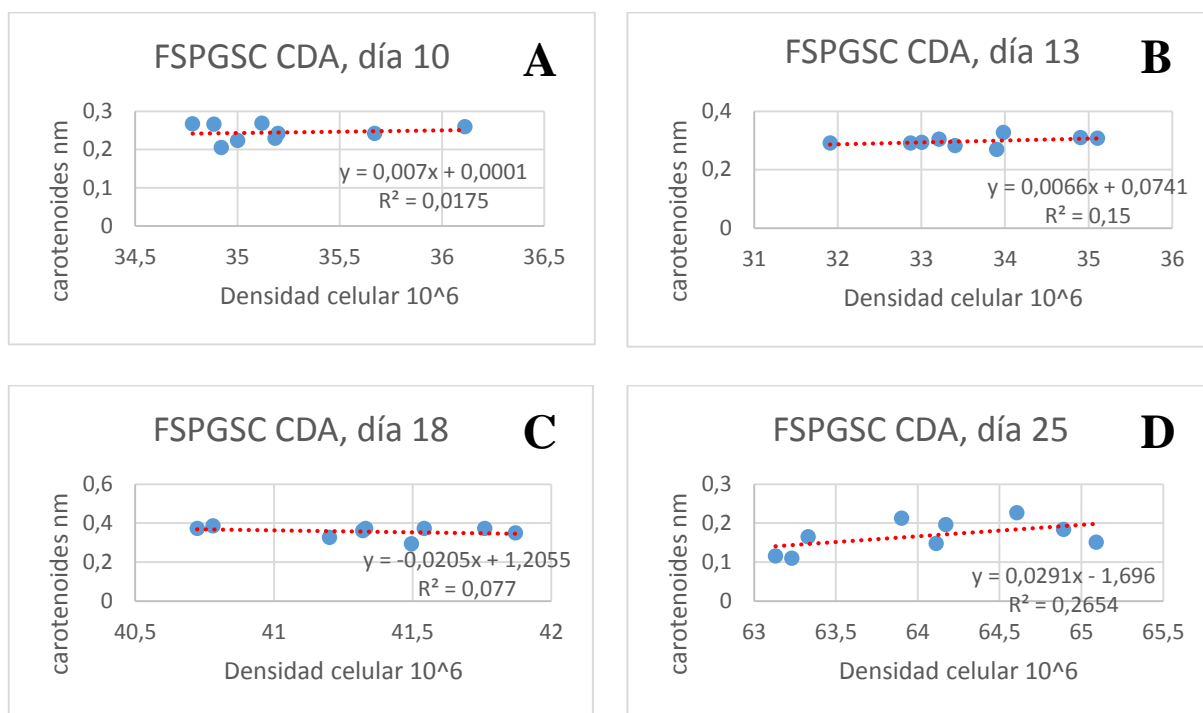 FSPGSC CDA, día 10
A
0,3
0,2
0,1
0
carotenoides nm
y = 0,007x + 0,0001
R² = 0,0175
34,5 35 35,5 36 36,5
Densidad celular 10^6
FSPGSC CDA, día 13
B
0,4
0,2
0
carotenoides nm
y = 0,0066x + 0,0741
R² = 0,15
31 32 33 34 35 36
Densidad celular 10^6
FSPGSC CDA, día 18
C
0,6
0,4
0,2
0
carotenoides nm
y = -0,0205x + 1,2055
R² = 0,077
40,5 41 41,5 42
Densidad celular 10^6
FSPGSC CDA, día 25
D
0,3
0,2
0,1
0
carotenoides nm
y = 0,0291x - 1,696
R² = 0,2654
63 63,5 64 64,5 65 65,5
Densidad celular 10^6